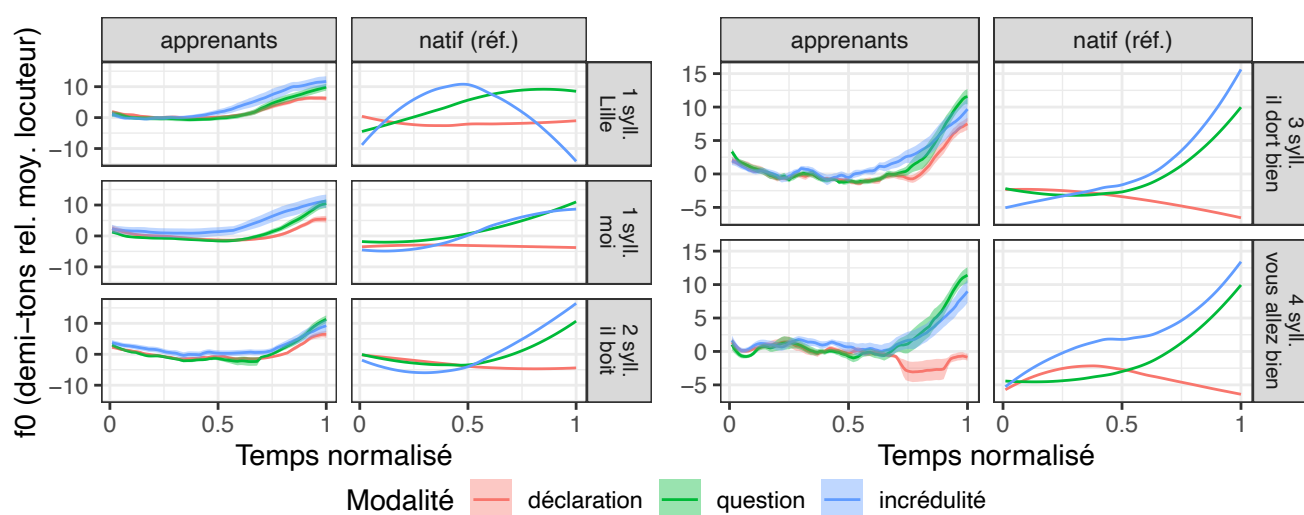 f0 (demi−tons rel. moy. locuteur)
apprenants
natif (réf.)
10
0
−10
1 syll.
Lille
10
0
−10
1 syll.
moi
10
0
−10
2 syll.
il boit
0
0.5
1
0
0.5
1
Temps normalisé
apprenants
natif (réf.)
15
10
5
0
−5
3 syll.
il dort bien
15
10
5
0
−5
4 syll.
vous allez bien
0
0.5
1
0
0.5
1
Temps normalisé
Modalité
déclaration
question
incrédulité